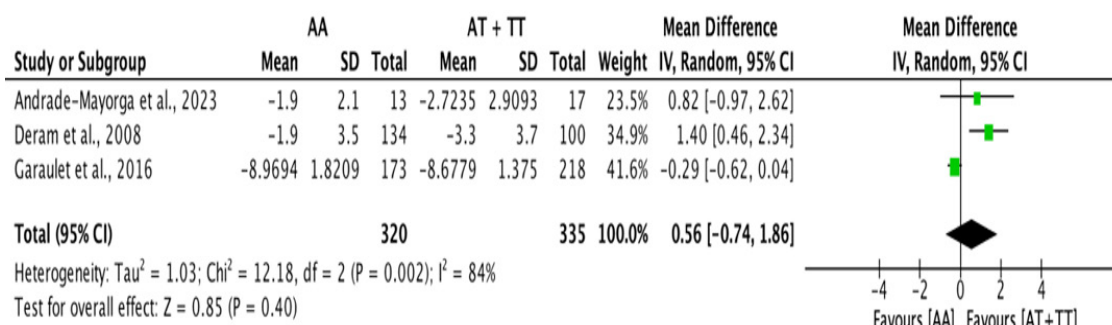 AA AT + TT Mean Difference Mean Difference
Study or Subgroup Mean SD Total Mean SD Total Weight IV, Random, 95% CI IV, Random, 95% CI
Andrade-Mayorga et al., 2023 -1.9 2.1 13 -2.7235 2.9093 17 23.5% 0.82 [-0.97, 2.62]
Deram et al., 2008 -1.9 3.5 134 -3.3 3.7 100 34.9% 1.40 [0.46, 2.34]
Garaulet et al., 2016 -8.9694 1.8209 173 -8.6779 1.375 218 41.6% -0.29 [-0.62, 0.04]
Total (95% CI) 320 335 100.0% 0.56 [-0.74, 1.86]
Heterogeneity: Tau² = 1.03; Chi² = 12.18, df = 2 (P = 0.002); I² = 84%
Test for overall effect: Z = 0.85 (P = 0.40)
-4 -2 0 2 4
Favours [AA] Favours [AT+TT]